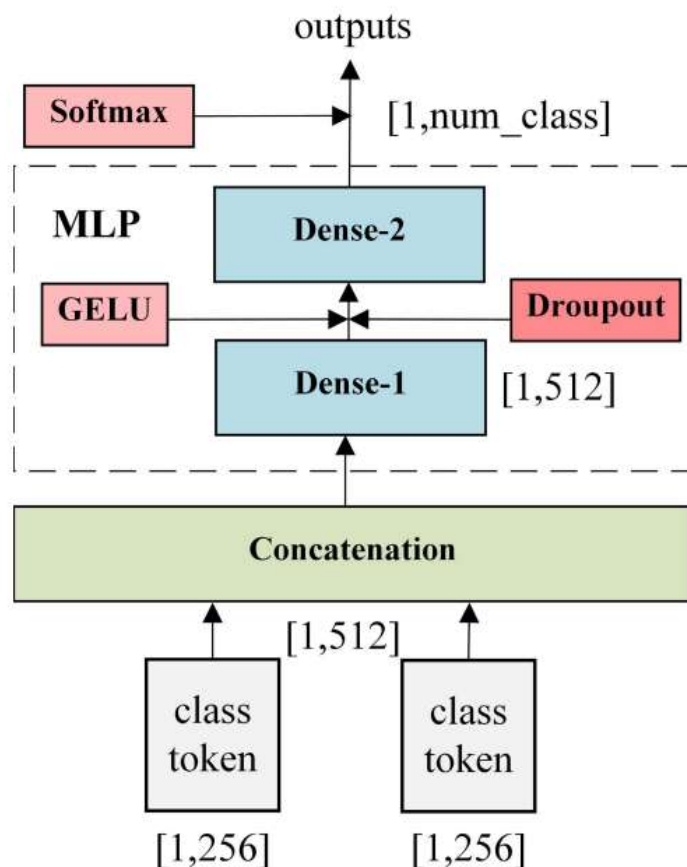 outputs
Softmax
[1,num_class]
MLP
Dense-2
GELU
Droupout
Dense-1
[1,512]
Concatenation
[1,512]
class
token
class
token
[1,256]
[1,256]